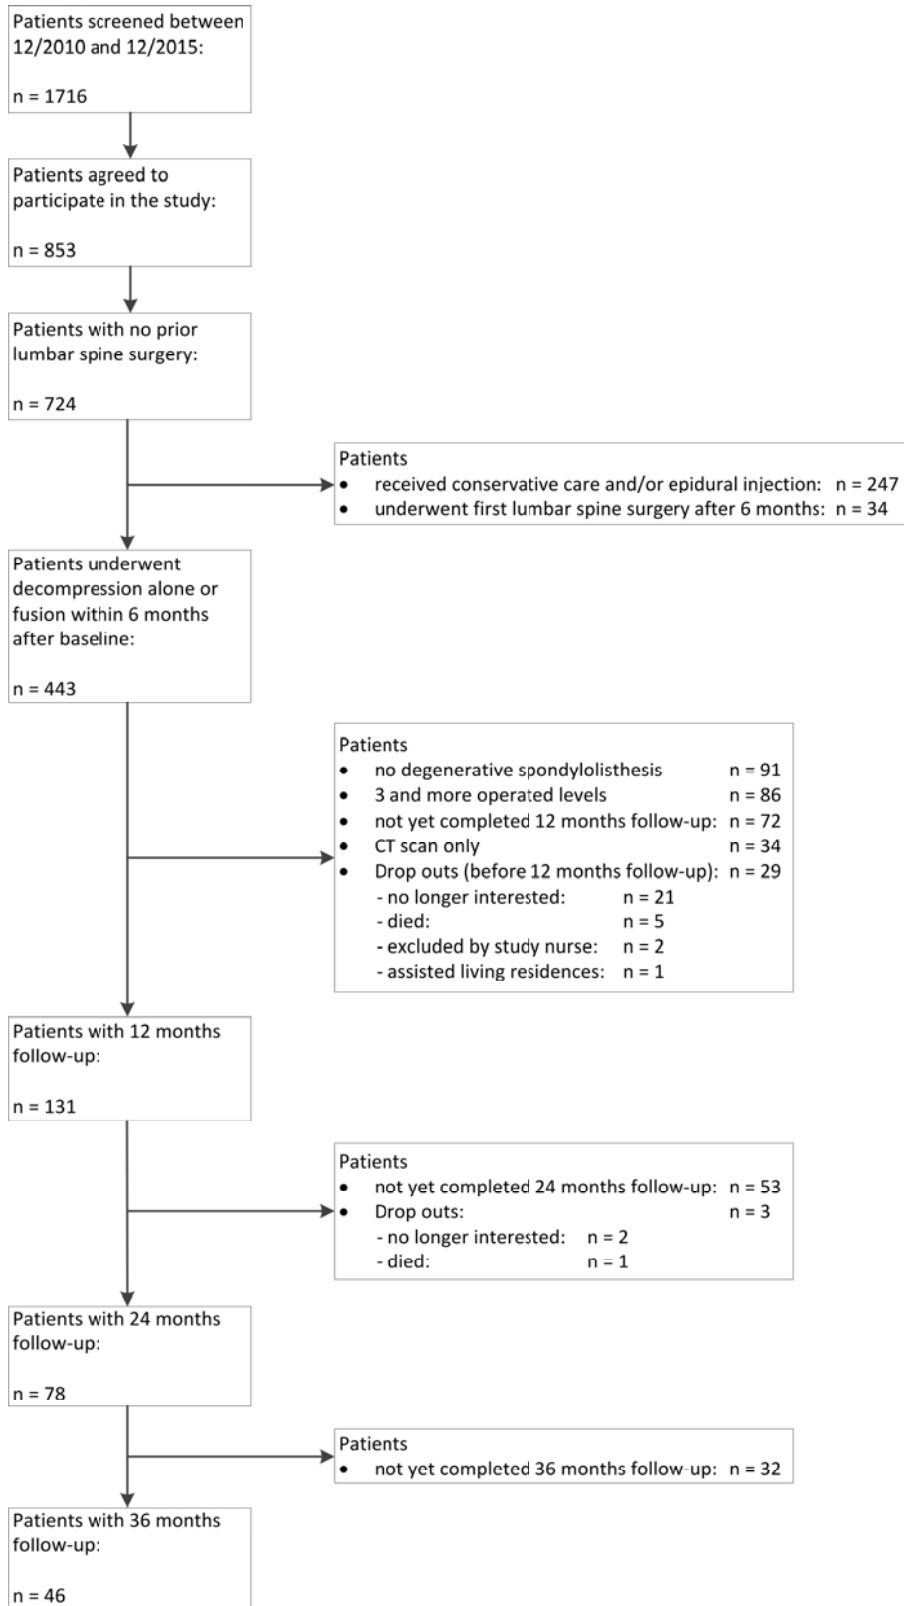 Patients screened between
12/2010 and 12/2015:
n = 1716
Patients agreed to
participate in the study:
n = 853
Patients with no prior
lumbar spine surgery:
n = 724
Patients
• received conservative care and/or epidural injection: n = 247
• underwent first lumbar spine surgery after 6 months: n = 34
Patients underwent
decompression alone or
fusion within 6 months
after baseline:
n = 443
Patients
• no degenerative spondylolisthesis n = 91
• 3 and more operated levels n = 86
• not yet completed 12 months follow-up: n = 72
• CT scan only n = 34
• Drop outs (before 12 months follow-up): n = 29
- no longer interested: n = 21
- died: n = 5
- excluded by study nurse: n = 2
- assisted living residences: n = 1
Patients with 12 months
follow-up:
n = 131
Patients
• not yet completed 24 months follow-up: n = 53
• Drop outs: n = 3
- no longer interested: n = 2
- died: n = 1
Patients with 24 months
follow-up:
n = 78
Patients
• not yet completed 36 months follow-up: n = 32
Patients with 36 months
follow-up:
n = 46